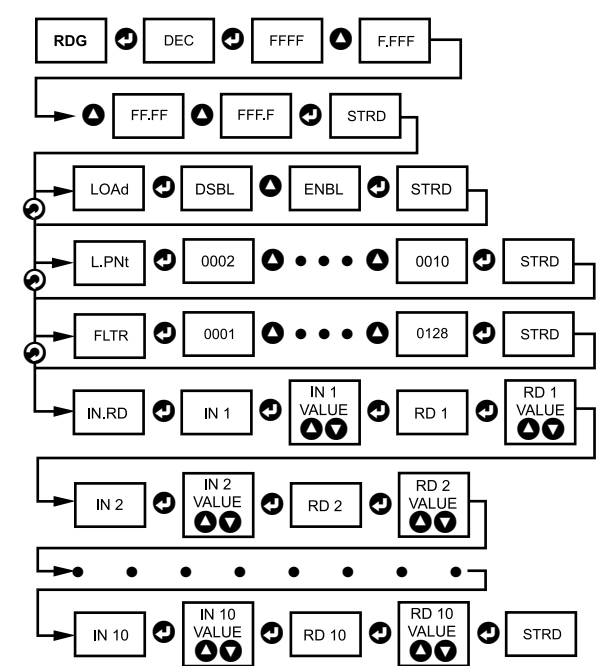 RDG DEC FFFF F.FFF
FF.FF FFF.F STRD
LOAd DSBL ENBL STRD
L.PNt 0002 0010 STRD
FLTR 0001 0128 STRD
IN.RD IN 1 IN 1 VALUE RD 1 RD 1 VALUE
IN 2 IN 2 VALUE RD 2 RD 2 VALUE
IN 10 IN 10 VALUE RD 10 RD 10 VALUE STRD